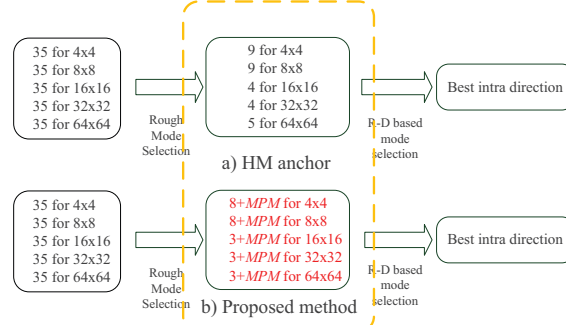 35 for 4x4
35 for 8x8
35 for 16x16
35 for 32x32
35 for 64x64
Rough
Mode
Selection
9 for 4x4
9 for 8x8
4 for 16x16
4 for 32x32
5 for 64x64
R-D based
mode
selection
Best intra direction
a) HM anchor
35 for 4x4
35 for 8x8
35 for 16x16
35 for 32x32
35 for 64x64
Rough
Mode
Selection
8+MPM for 4x4
8+MPM for 8x8
3+MPM for 16x16
3+MPM for 32x32
3+MPM for 64x64
R-D based
mode
selection
Best intra direction
b) Proposed method